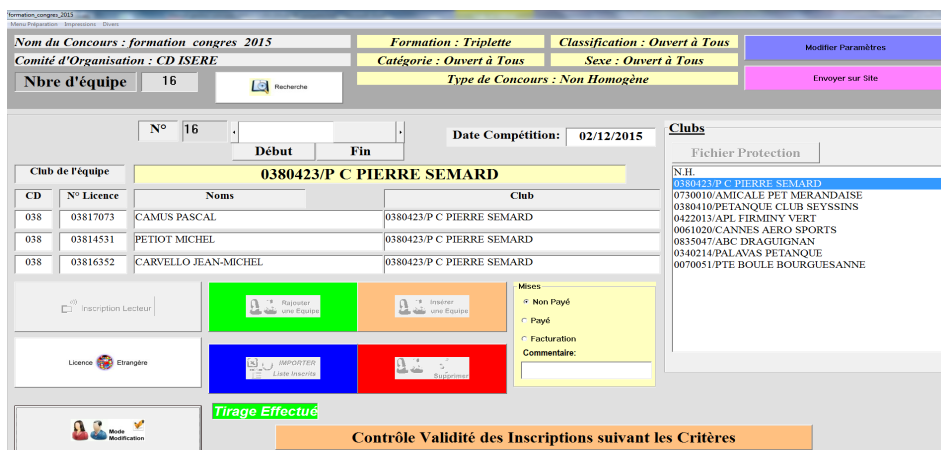 formation_congres_2015
Menu Préparation Impressions Divers
Nom du Concours : formation congres 2015
Formation : Triplette
Classification : Ouvert à Tous
Modifier Paramètres
Comité d'Organisation : CD ISERE
Catégorie : Ouvert à Tous
Sexe : Ouvert à Tous
Nbre d'équipe 16
Recherche
Type de Concours : Non Homogène
Envoyer sur Site
N° 16
Début Fin
Date Compétition: 02/12/2015
Clubs
Fichier Protection
Club de l'équipe
0380423/P C PIERRE SEMARD
CD N° Licence Noms Club
038 03817073 CAMUS PASCAL 0380423/P C PIERRE SEMARD
038 03814531 PETIOT MICHEL 0380423/P C PIERRE SEMARD
038 03816352 CARVELLO JEAN-MICHEL 0380423/P C PIERRE SEMARD
N.H.
0380423/P C PIERRE SEMARD
0730010/AMICALE PET MERANDAISE
0380410/PETANQUE CLUB SEYSSINS
0422013/APL FIRMINY VERT
0061020/CANNES AERO SPORTS
0835047/ABC DRAGUIGNAN
0340214/PALAVAS PETANQUE
0070051/PTE BOULE BOURGUESANNE
Inscription Lecteur
Rajouter
une Equipe
Insérer
une Equipe
Mises
Non Payé
Payé
Facturation
Commentaire:
Licence Etrangère
IMPORTER
Liste Inscrits
Supprimer
Mode
Modification
Tirage Effectué
Contrôle Validité des Inscriptions suivant les Critères